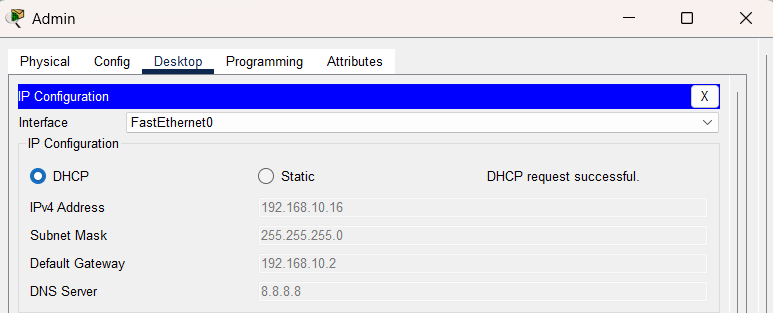 Admin
Physical Config Desktop Programming Attributes
IP Configuration X
Interface FastEthernet0
IP Configuration
DHCP Static DHCP request successful.
IPv4 Address 192.168.10.16
Subnet Mask 255.255.255.0
Default Gateway 192.168.10.2
DNS Server 8.8.8.8